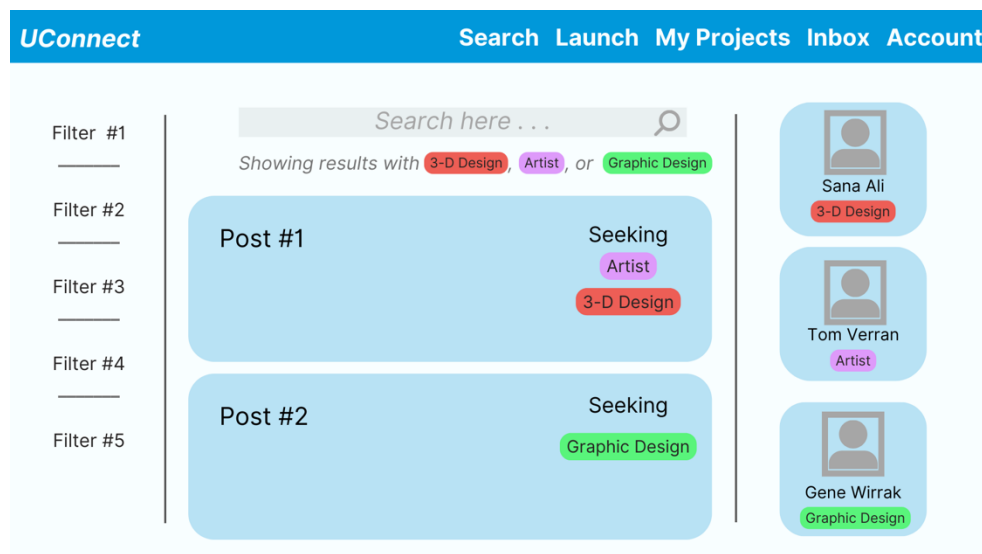 UConnect
Search Launch My Projects Inbox Account
Filter #1
Filter #2
Filter #3
Filter #4
Filter #5
Search here . . .
Showing results with 3-D Design, Artist, or Graphic Design
Post #1
Seeking
Artist
3-D Design
Post #2
Seeking
Graphic Design
Sana Ali
3-D Design
Tom Verran
Artist
Gene Wirrak
Graphic Design